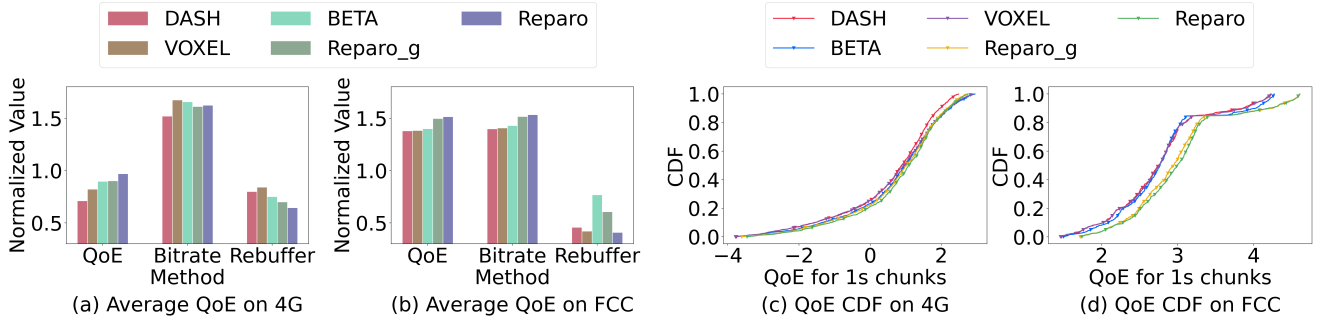 DASH BETA Reparo
VOXEL Reparo_g
Normalized Value
1.5
1.0
0.5
QoE Bitrate Rebuffer
Method
(a) Average QoE on 4G
Normalized Value
1.5
1.0
0.5
QoE Bitrate Rebuffer
Method
(b) Average QoE on FCC
DASH VOXEL Reparo
BETA Reparo_g
CDF
1.0
0.8
0.6
0.4
0.2
0.0
−4 −2 0 2
QoE for 1s chunks
(c) QoE CDF on 4G
CDF
1.0
0.8
0.6
0.4
0.2
0.0
2 3 4
QoE for 1s chunks
(d) QoE CDF on FCC